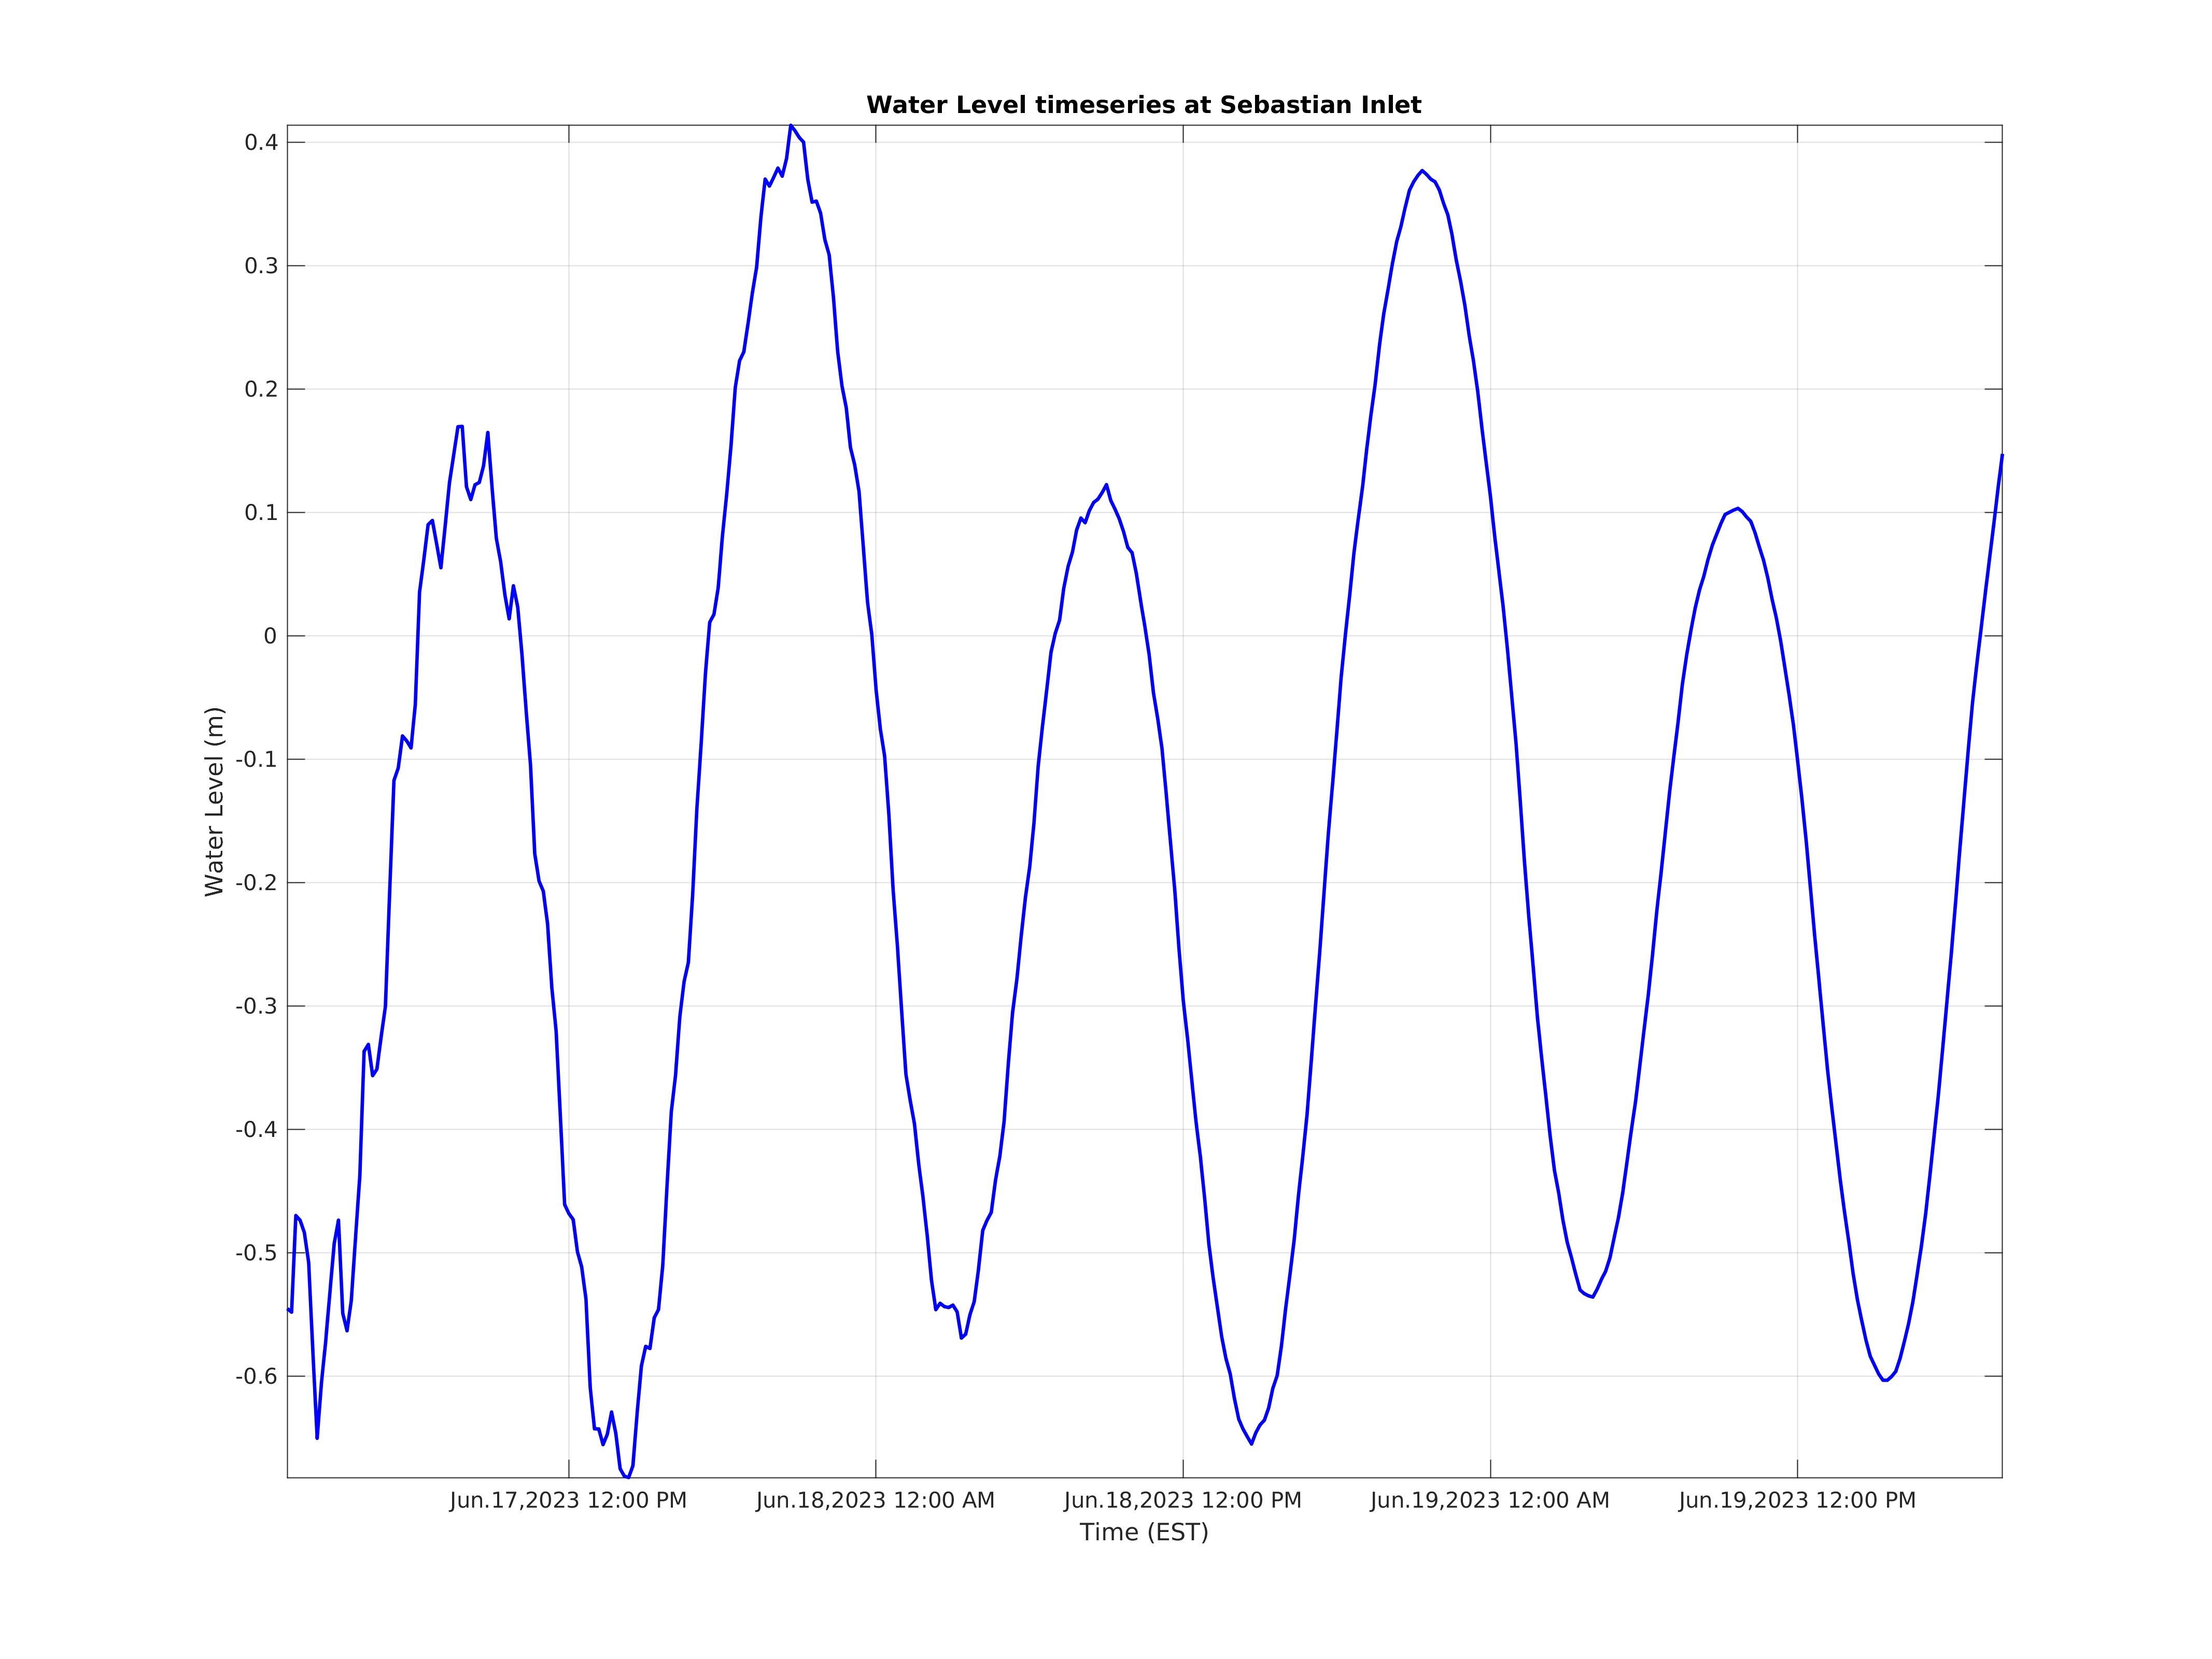 Water Level timeseries at Sebastian Inlet
0.4
0.3
0.2
0.1
0
-0.1
-0.2
-0.3
-0.4
-0.5
-0.6
Water Level (m)
Jun.17,2023 12:00 PM
Jun.18,2023 12:00 AM
Jun.18,2023 12:00 PM
Jun.19,2023 12:00 AM
Jun.19,2023 12:00 PM
Time (EST)